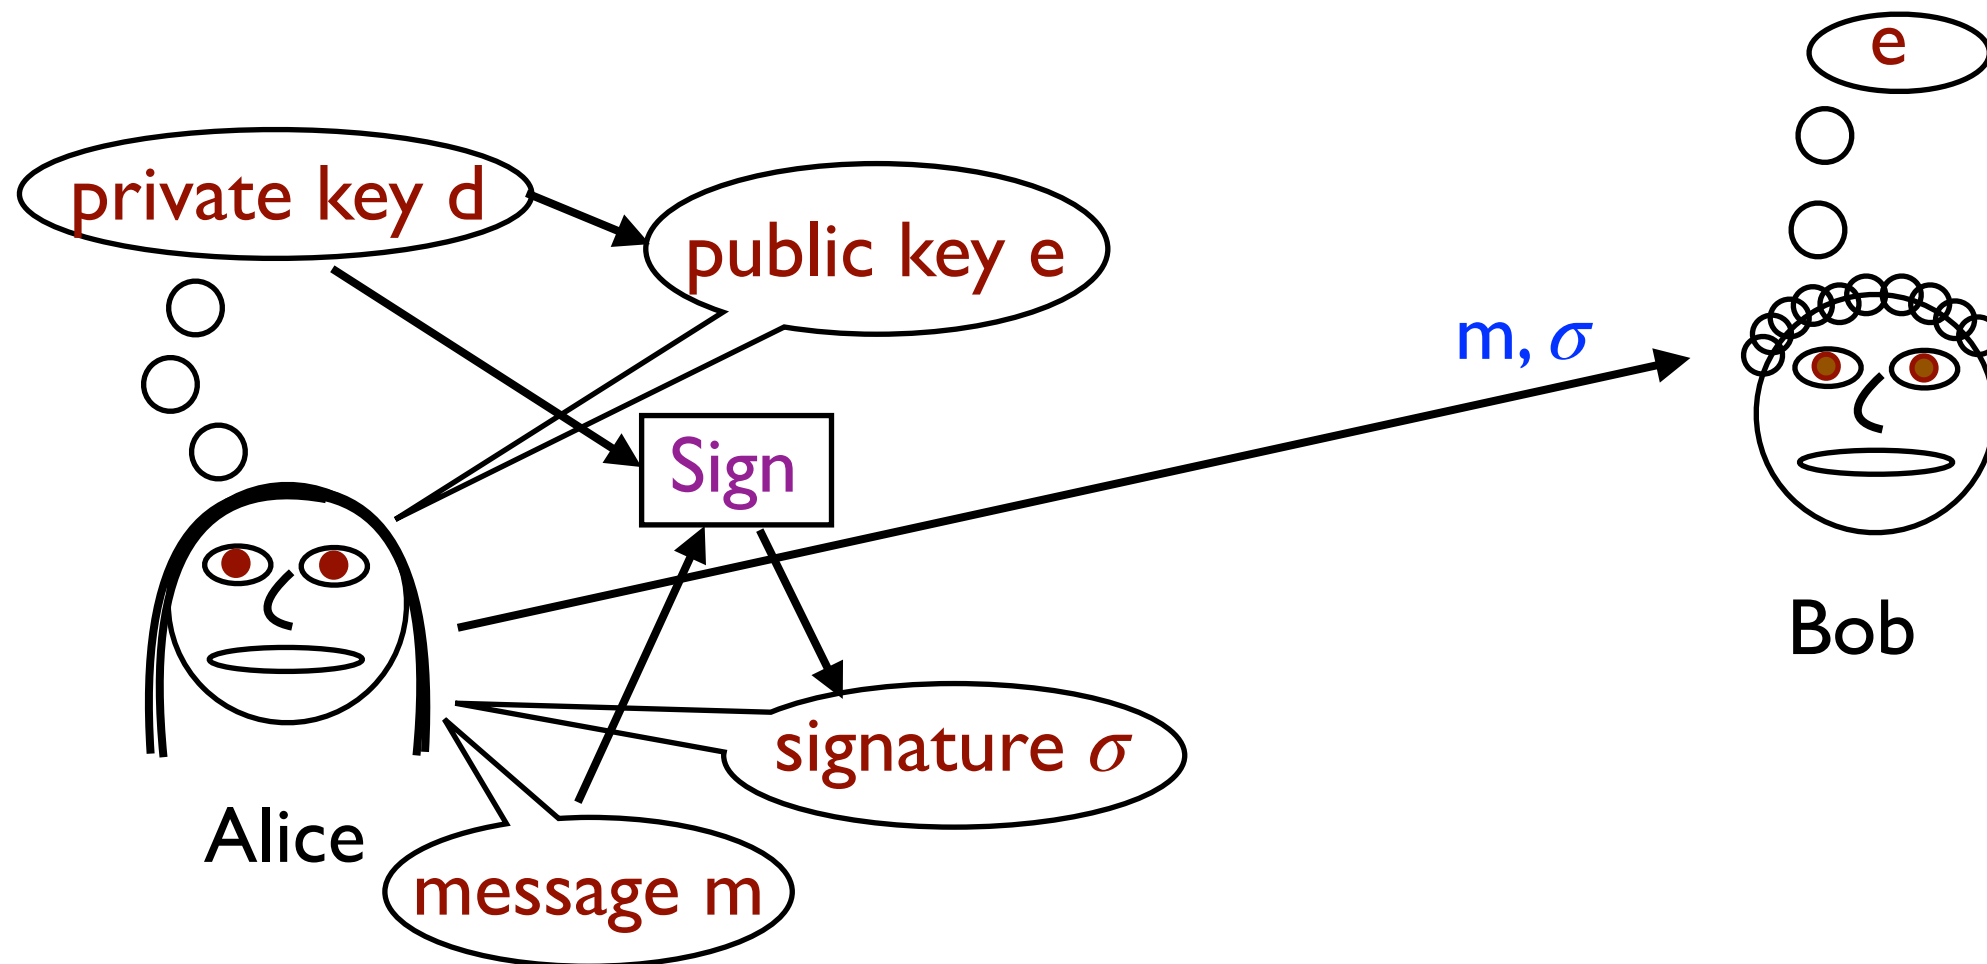 e
private key d
public key e
m, σ
Sign
Bob
signature σ
Alice
message m